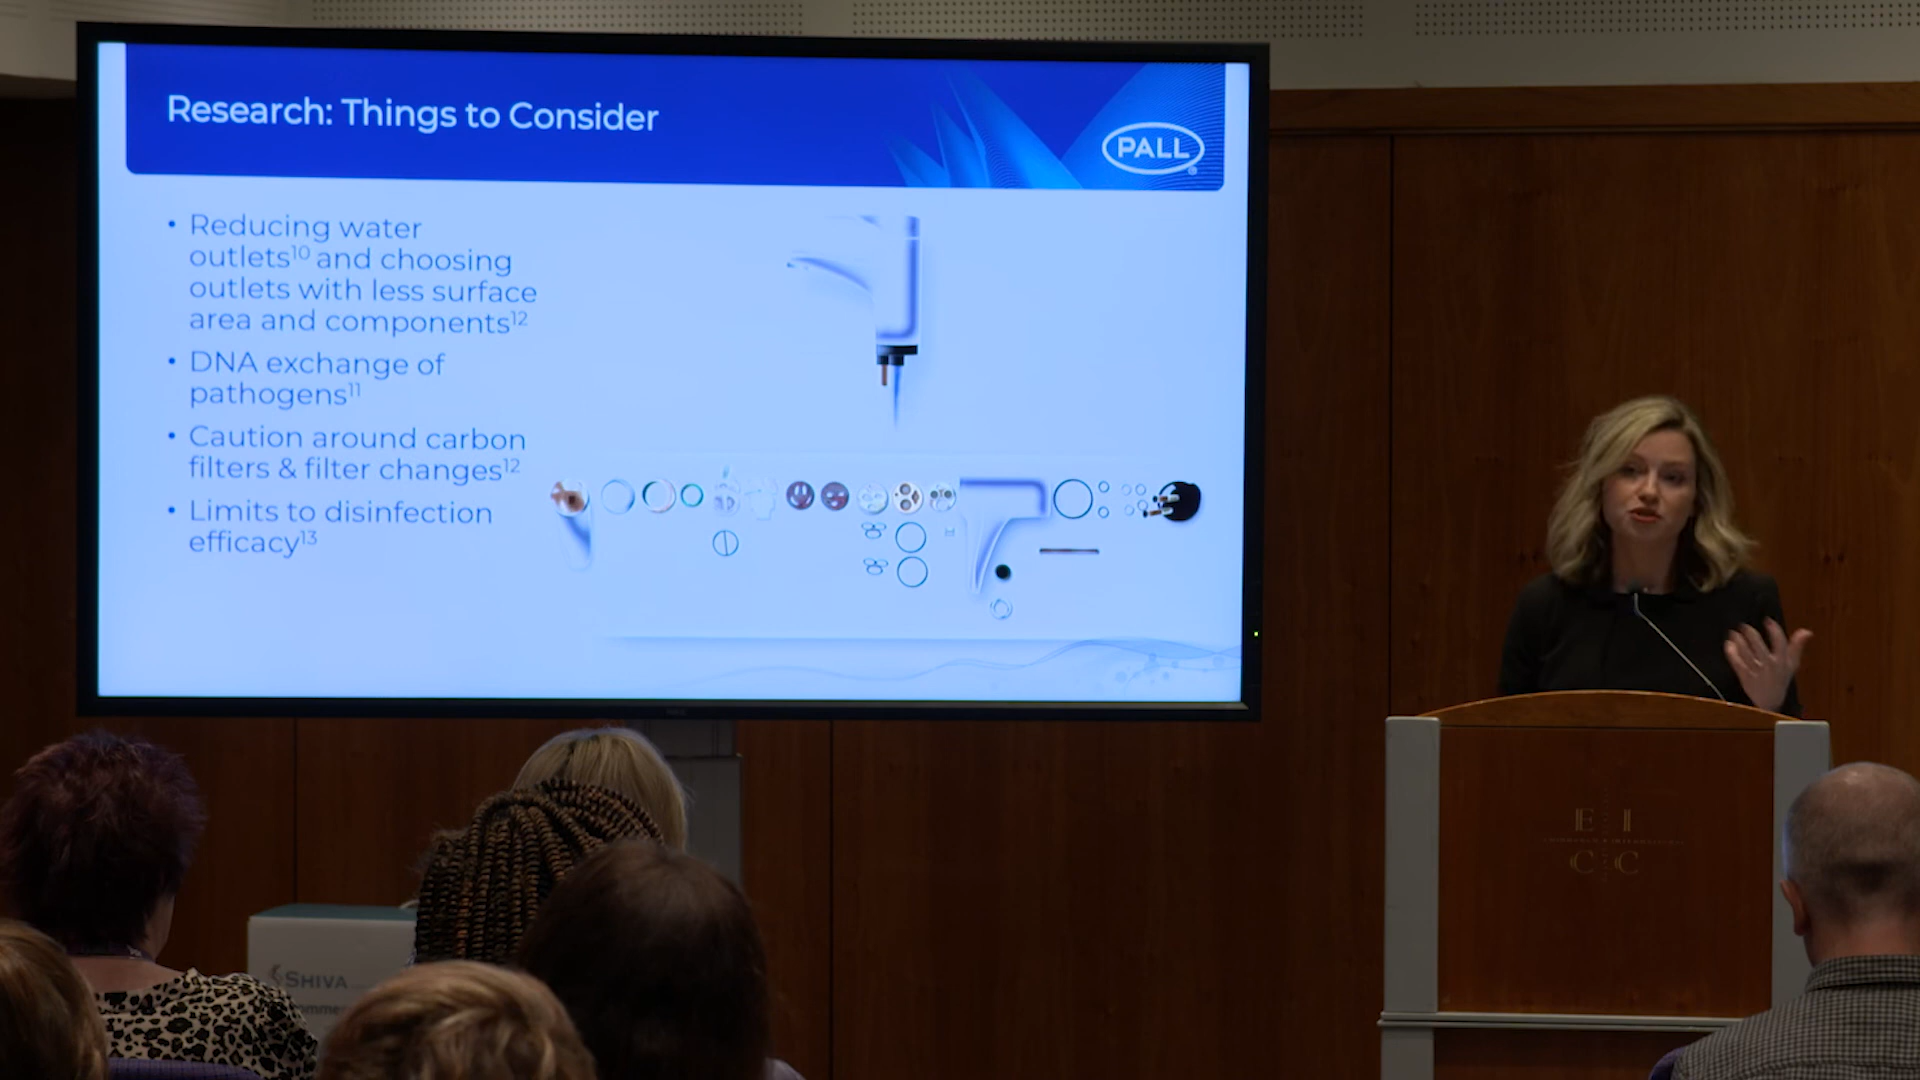 Research: Things to Consider
PALL
• Reducing water
outlets¹⁰ and choosing
outlets with less surface
area and components¹²
• DNA exchange of
pathogens¹¹
• Caution around carbon
filters & filter changes¹²
• Limits to disinfection
efficacy¹³
E I
C C
SHIVA